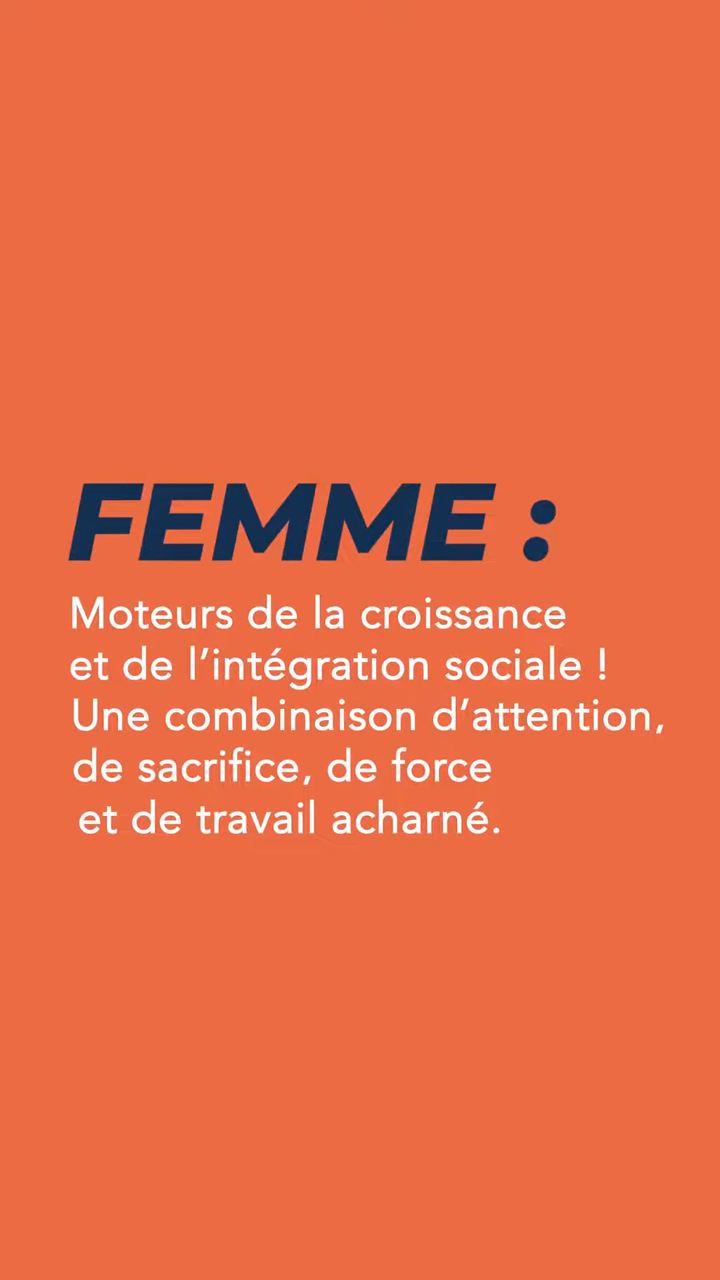 FEMME :
Moteurs de la croissance
et de l’intégration sociale !
Une combinaison d’attention,
de sacrifice, de force
et de travail acharné.